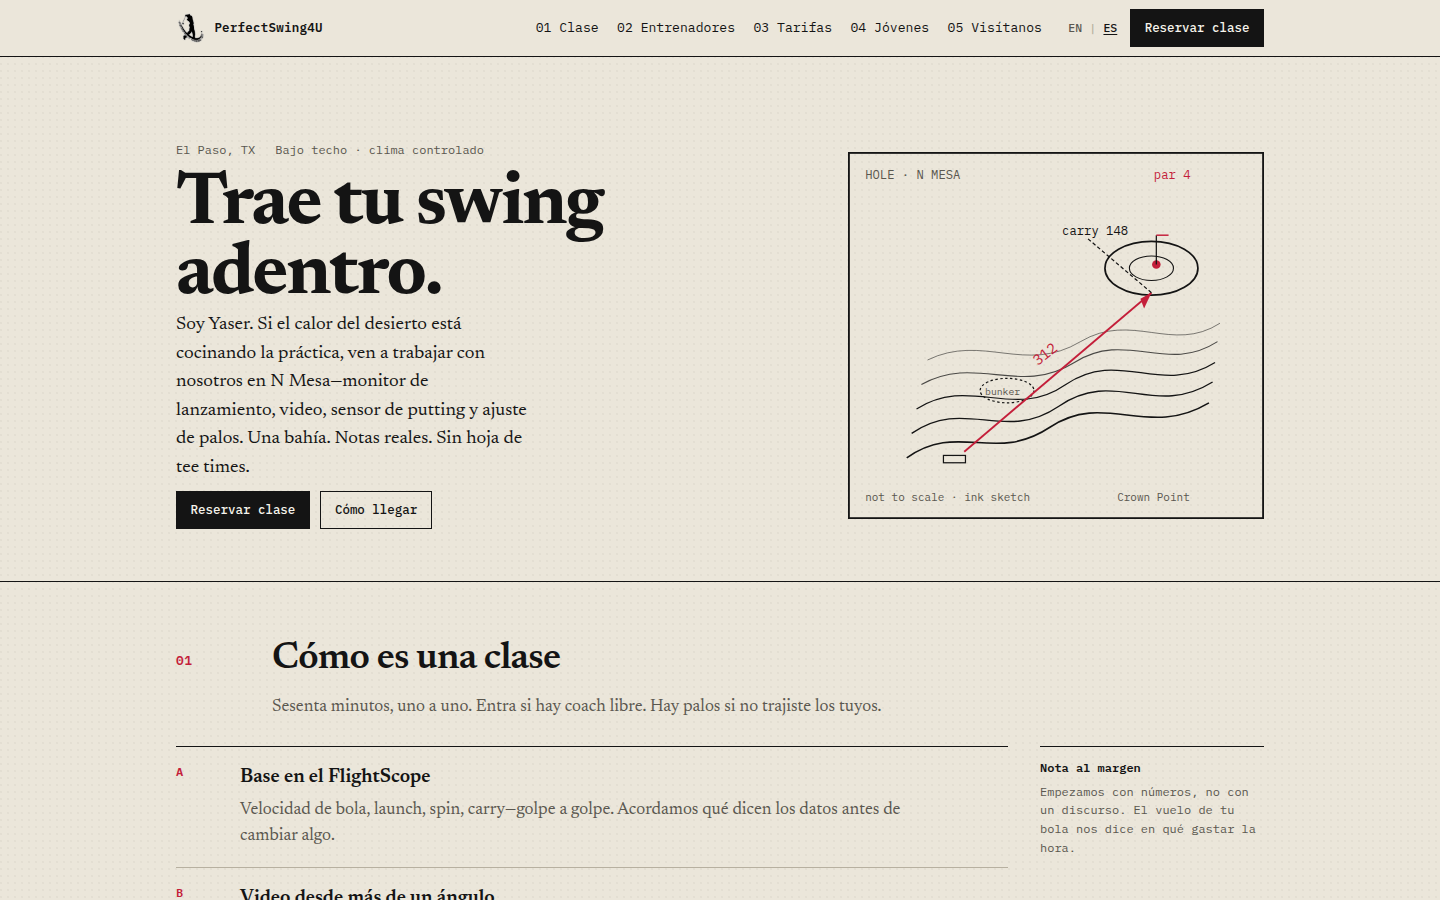 PerfectSwing4U
01 Clase 02 Entrenadores 03 Tarifas 04 Jóvenes 05 Visítanos EN | ES Reservar clase
El Paso, TX Bajo techo · clima controlado
Trae tu swing
adentro.
Soy Yaser. Si el calor del desierto está
cocinando la práctica, ven a trabajar con
nosotros en N Mesa—monitor de
lanzamiento, video, sensor de putting y ajuste
de palos. Una bahía. Notas reales. Sin hoja de
tee times.
Reservar clase Cómo llegar
HOLE · N MESA par 4
carry 148
312
bunker
not to scale · ink sketch Crown Point
01 Cómo es una clase
Sesenta minutos, uno a uno. Entra si hay coach libre. Hay palos si no trajiste los tuyos.
A Base en el FlightScope
Velocidad de bola, launch, spin, carry—golpe a golpe. Acordamos qué dicen los datos antes de
cambiar algo.
B Video desde más de un ángulo
Nota al margen
Empezamos con números, no con
un discurso. El vuelo de tu
bola nos dice en qué gastar la
hora.